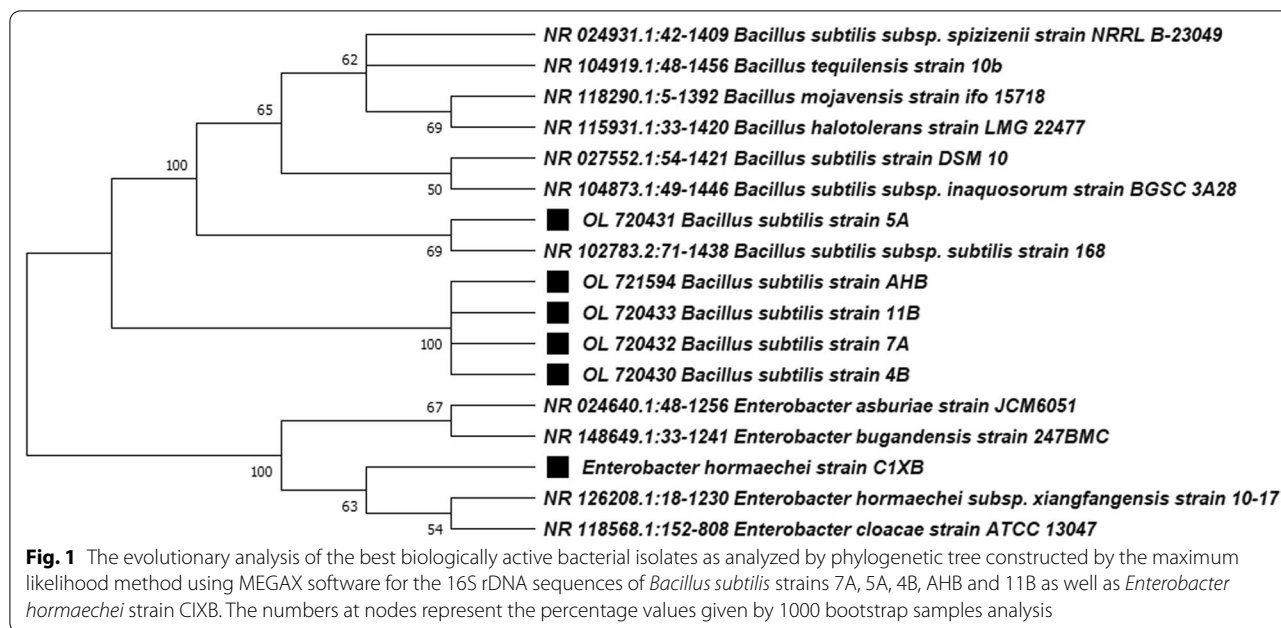 NR 024931.1:42-1409 Bacillus subtilis subsp. spizizenii strain NRRL B-23049
62
NR 104919.1:48-1456 Bacillus tequilensis strain 10b
NR 118290.1:5-1392 Bacillus mojavensis strain ifo 15718
65
69
NR 115931.1:33-1420 Bacillus halotolerans strain LMG 22477
NR 027552.1:54-1421 Bacillus subtilis strain DSM 10
100
50
NR 104873.1:49-1446 Bacillus subtilis subsp. inaquosorum strain BGSC 3A28
OL 720431 Bacillus subtilis strain 5A
69
NR 102783.2:71-1438 Bacillus subtilis subsp. subtilis strain 168
OL 721594 Bacillus subtilis strain AHB
OL 720433 Bacillus subtilis strain 11B
100
OL 720432 Bacillus subtilis strain 7A
OL 720430 Bacillus subtilis strain 4B
67
NR 024640.1:48-1256 Enterobacter asburiae strain JCM6051
NR 148649.1:33-1241 Enterobacter bugandensis strain 247BMC
100
Enterobacter hormaechei strain C1XB
63
NR 126208.1:18-1230 Enterobacter hormaechei subsp. xiangfangensis strain 10-17
54
NR 118568.1:152-808 Enterobacter cloacae strain ATCC 13047
Fig. 1 The evolutionary analysis of the best biologically active bacterial isolates as analyzed by phylogenetic tree constructed by the maximum
likelihood method using MEGAX software for the 16S rDNA sequences of Bacillus subtilis strains 7A, 5A, 4B, AHB and 11B as well as Enterobacter
hormaechei strain CIXB. The numbers at nodes represent the percentage values given by 1000 bootstrap samples analysis